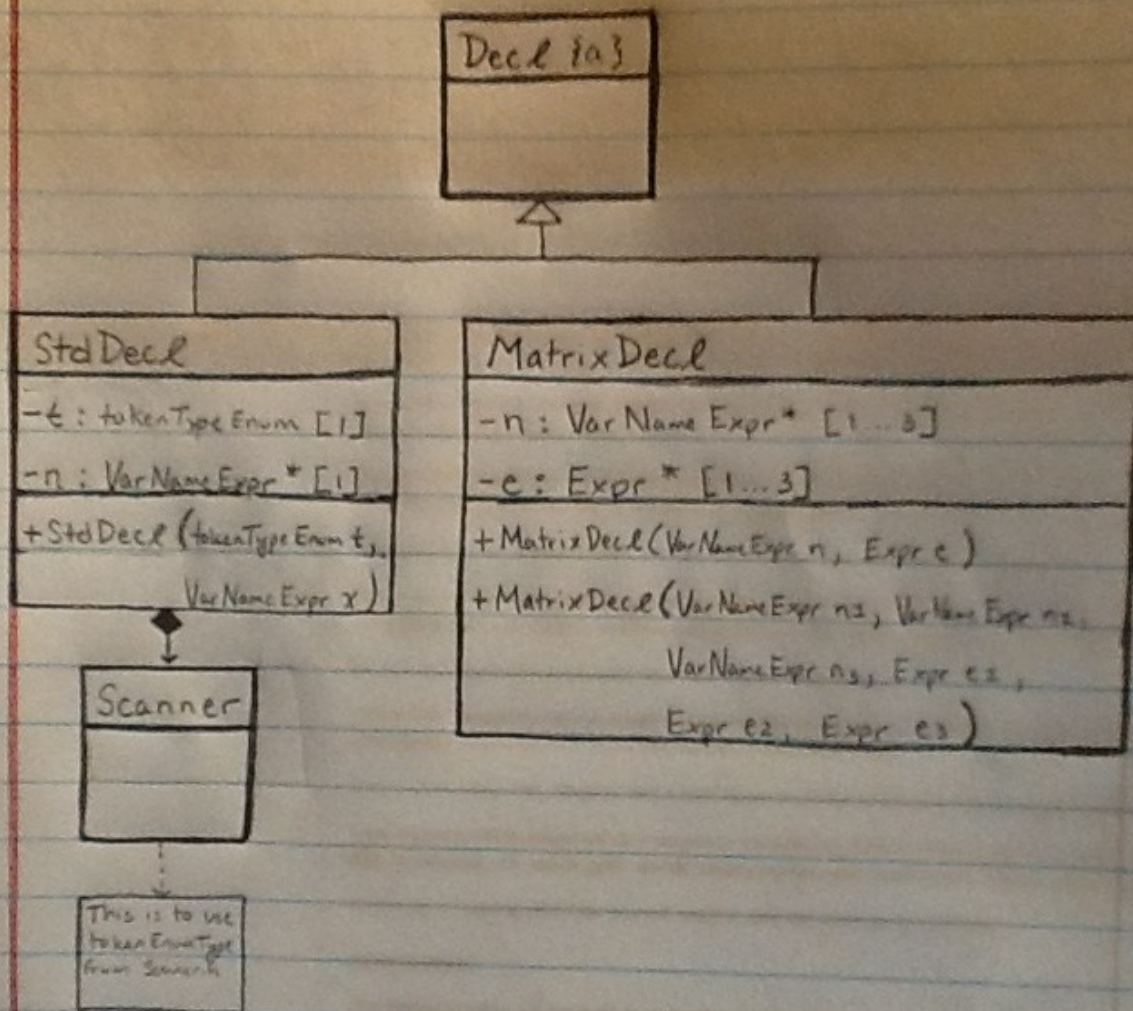 Decl {a}
StdDecl
-t : tokenTypeEnum [1]
-n : VarNameExpr* [1]
+StdDecl (tokenTypeEnum t,
VarNameExpr x)
MatrixDecl
-n : VarNameExpr* [1...3]
-e : Expr* [1...3]
+MatrixDecl(VarNameExpr n, Expr e)
+MatrixDecl(VarNameExpr n1, VarNameExpr n2,
VarNameExpr n3, Expr e1,
Expr e2, Expr e3)
Scanner
This is to use
tokenEnumType
from Scanner.h